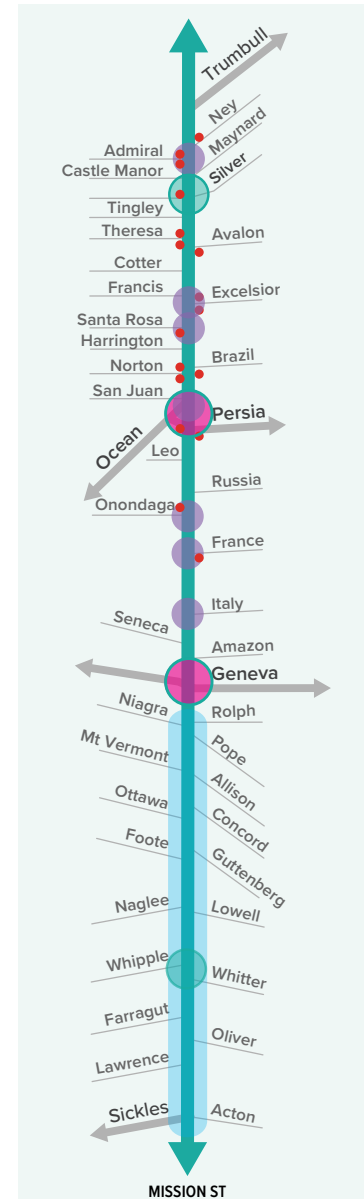 Trumbull
Ney
Maynard
Admiral
Castle Manor
Silver
Tingley
Theresa
Avalon
Cotter
Francis
Excelsior
Santa Rosa
Harrington
Brazil
Norton
San Juan
Persia
Ocean
Leo
Russia
Onondaga
France
Italy
Seneca
Amazon
Geneva
Niagra
Rolph
Pope
Mt Vermont
Allison
Ottawa
Concord
Foote
Guttenberg
Naglee
Lowell
Whipple
Whitter
Farragut
Oliver
Lawrence
Sickles
Acton
MISSION ST